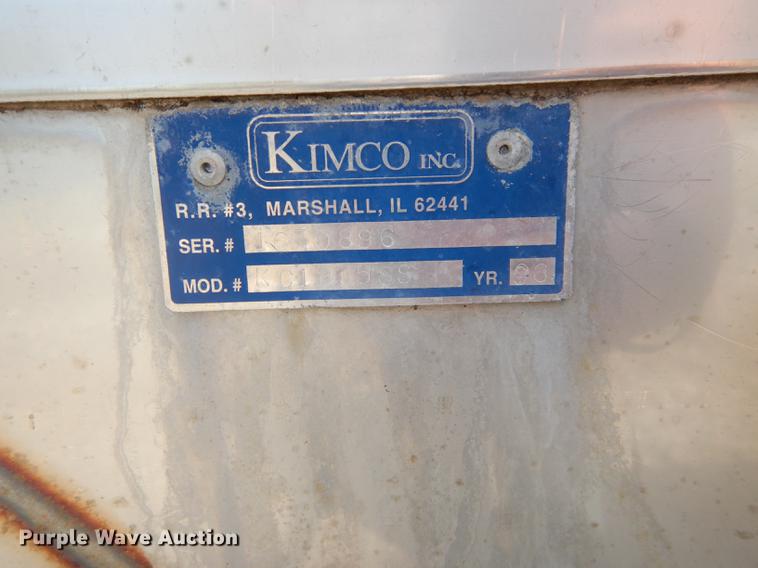 KIMCO INC.
R.R. #3, MARSHALL, IL 62441
SER. #
MOD. # YR.
Purple Wave Auction